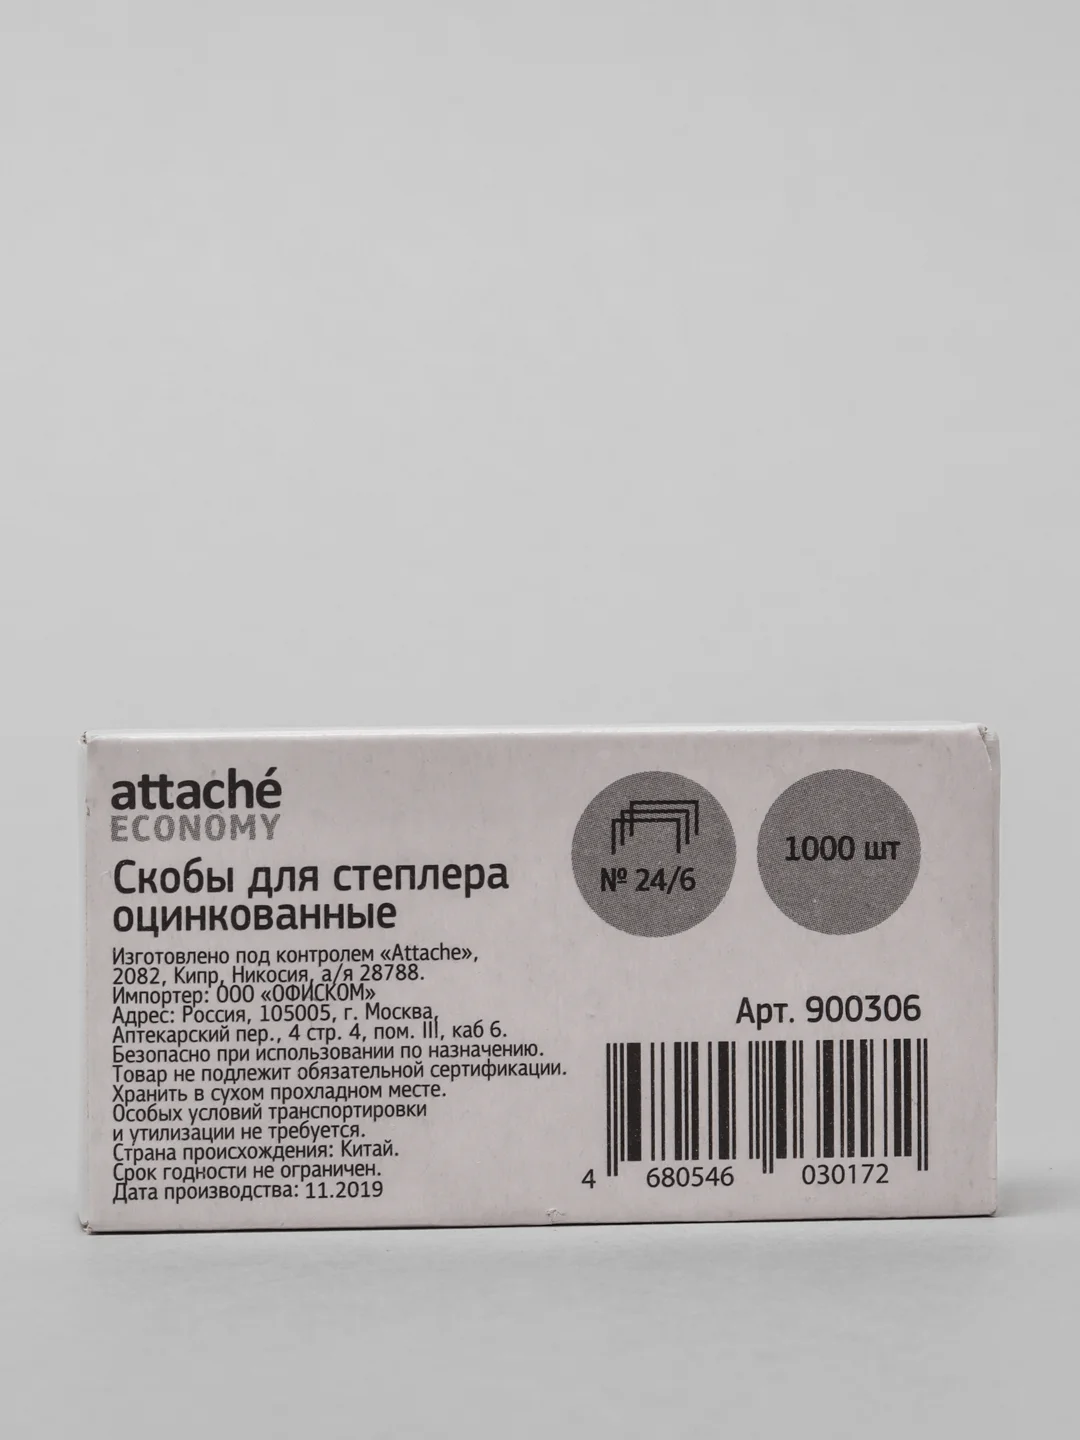 attaché
ECONOMY
Скобы для степлера
оцинкованные
Изготовлено под контролем «Attache»,
2082, Кипр, Никосия, а/я 28788.
Импортер: ООО «ОФИСКОМ»
Адрес: Россия, 105005, г. Москва,
Аптекарский пер., 4 стр. 4, пом. III, каб 6.
Безопасно при использовании по назначению.
Товар не подлежит обязательной сертификации.
Хранить в сухом прохладном месте.
Особых условий транспортировки
и утилизации не требуется.
Страна происхождения: Китай.
Срок годности не ограничен.
Дата производства: 11.2019
№ 24/6
1000 шт
Арт. 900306
4 680546 030172